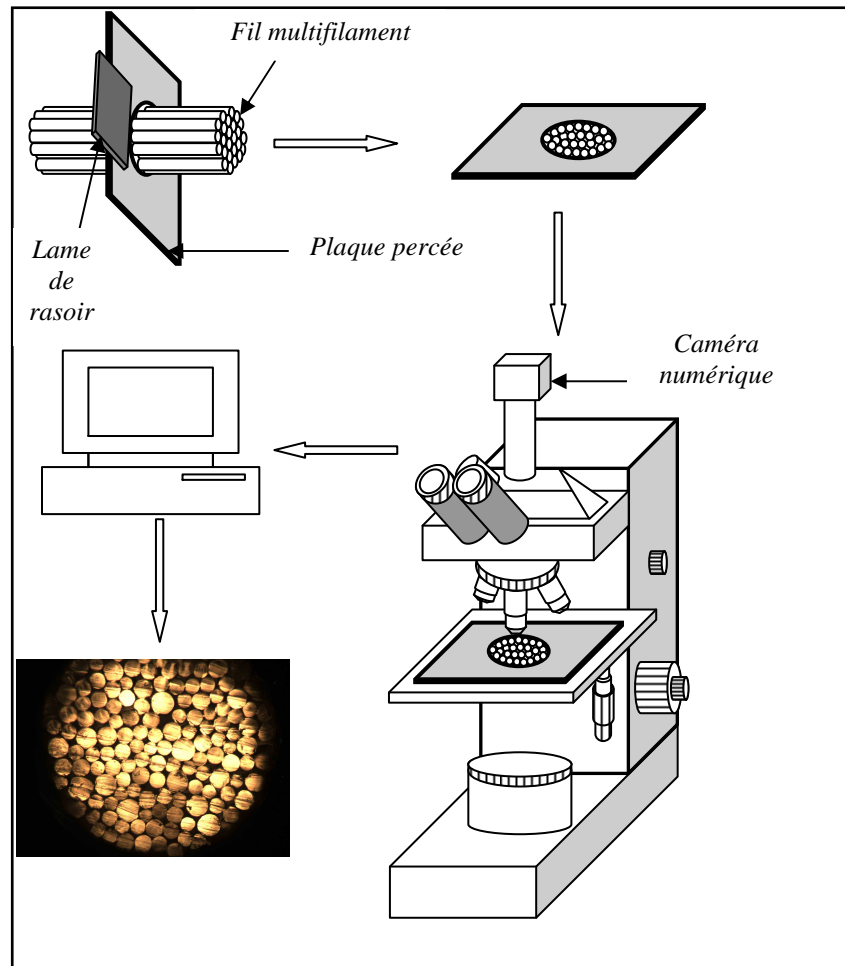 Fil multifilament
Plaque percée
Lame
de
rasoir
Caméra
numérique